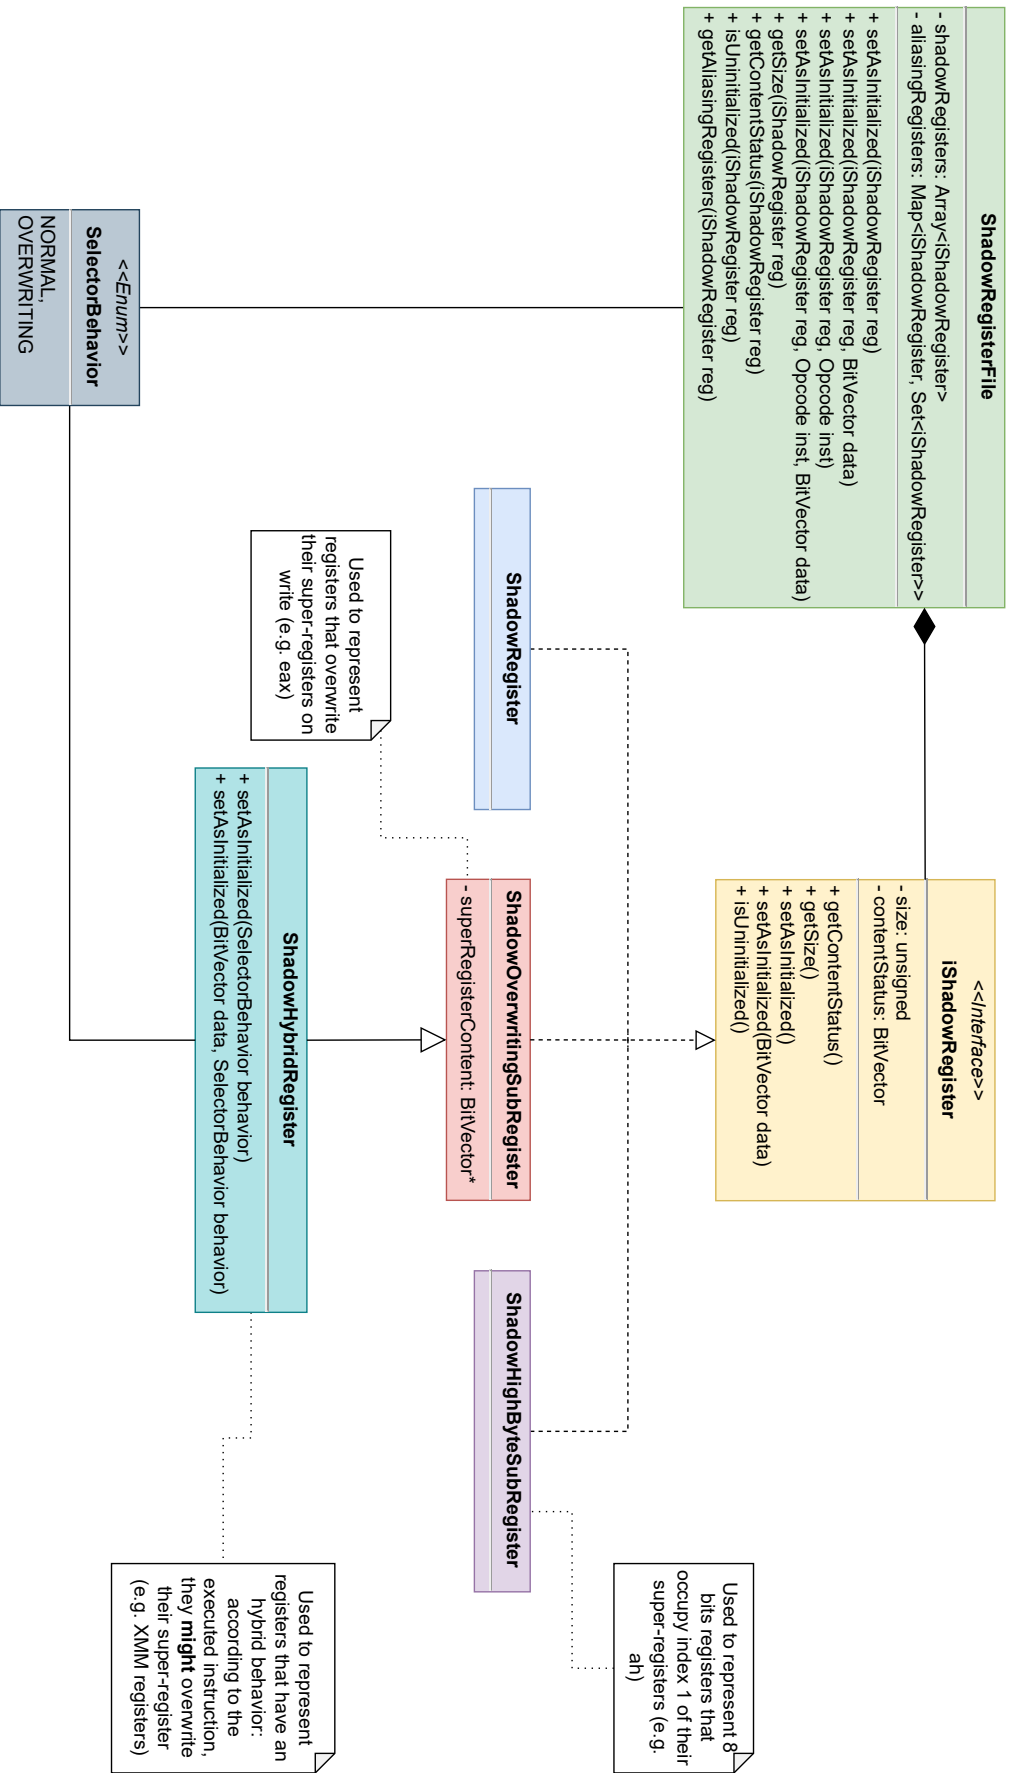 ShadowRegisterFile
- shadowRegisters: Array<iShadowRegister>
- aliasingRegisters: Map<iShadowRegister, Set<iShadowRegister>>
+ setAsInitialized(iShadowRegister reg)
+ setAsInitialized(iShadowRegister reg, BitVector data)
+ setAsInitialized(iShadowRegister reg, Opcode inst)
+ setAsInitialized(iShadowRegister reg, Opcode inst, BitVector data)
+ getSize(iShadowRegister reg)
+ getContentStatus(iShadowRegister reg)
+ isUninitialized(iShadowRegister reg)
+ getAliasingRegisters(iShadowRegister reg)
<<Interface>>
iShadowRegister
- size: unsigned
- contentStatus: BitVector
+ getContentStatus()
+ getSize()
+ setAsInitialized()
+ setAsInitialized(BitVector data)
+ isUninitialized()
Used to represent 8
bits registers that
occupy index 1 of their
super-registers (e.g.
ah)
ShadowRegister
ShadowOverwritingSubRegister
- superRegisterContent: BitVector*
ShadowHighByteSubRegister
Used to represent
registers that overwrite
their super-registers on
write (e.g. eax)
ShadowHybridRegister
+ setAsInitialized(SelectorBehavior behavior)
+ setAsInitialized(BitVector data, SelectorBehavior behavior)
Used to represent
registers that have an
hybrid behavior:
according to the
executed instruction,
they might overwrite
their super-register
(e.g. XMM registers)
<<Enum>>
SelectorBehavior
NORMAL,
OVERWRITING